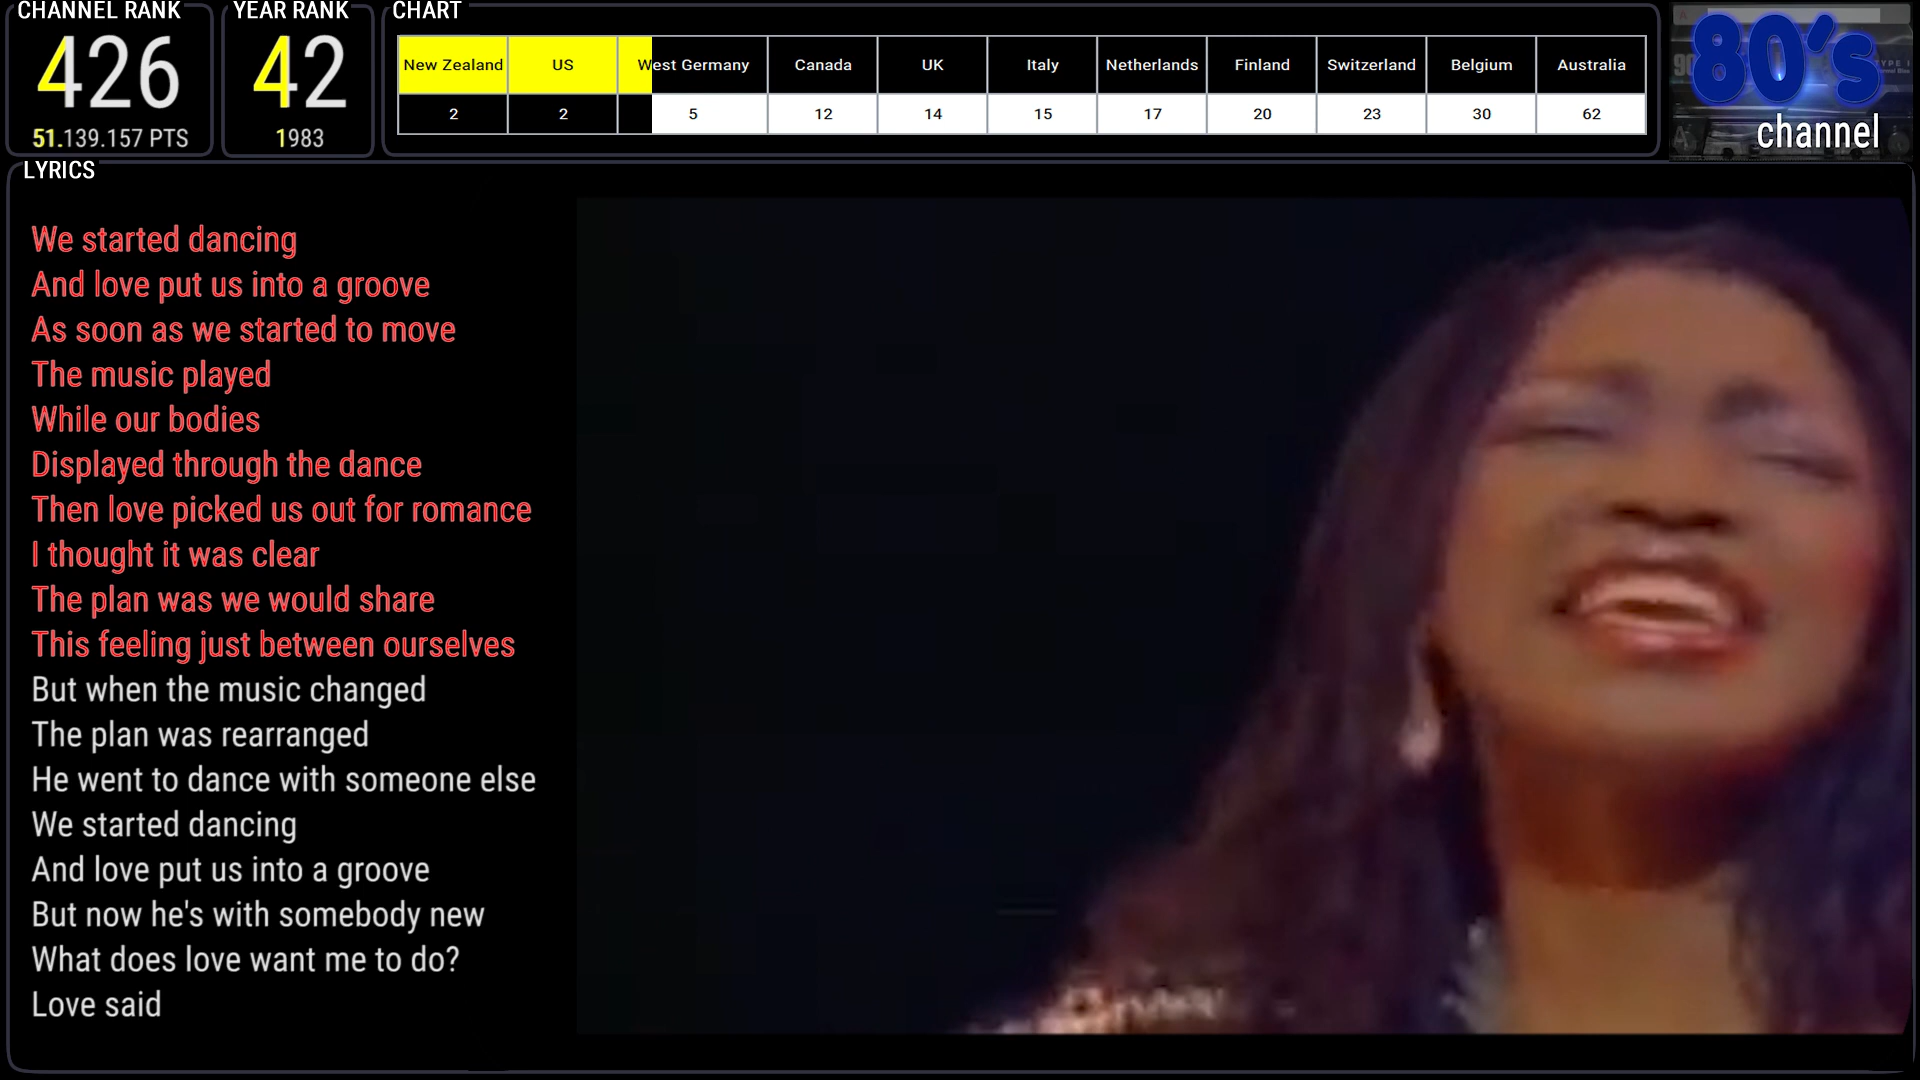 CHANNEL RANK
426
51.139.157 PTS
YEAR RANK
42
1983
CHART
New Zealand US West Germany Canada UK Italy Netherlands Finland Switzerland Belgium Australia
2 2 5 12 14 15 17 20 23 30 62
80's
channel
LYRICS
We started dancing
And love put us into a groove
As soon as we started to move
The music played
While our bodies
Displayed through the dance
Then love picked us out for romance
I thought it was clear
The plan was we would share
This feeling just between ourselves
But when the music changed
The plan was rearranged
He went to dance with someone else
We started dancing
And love put us into a groove
But now he's with somebody new
What does love want me to do?
Love said